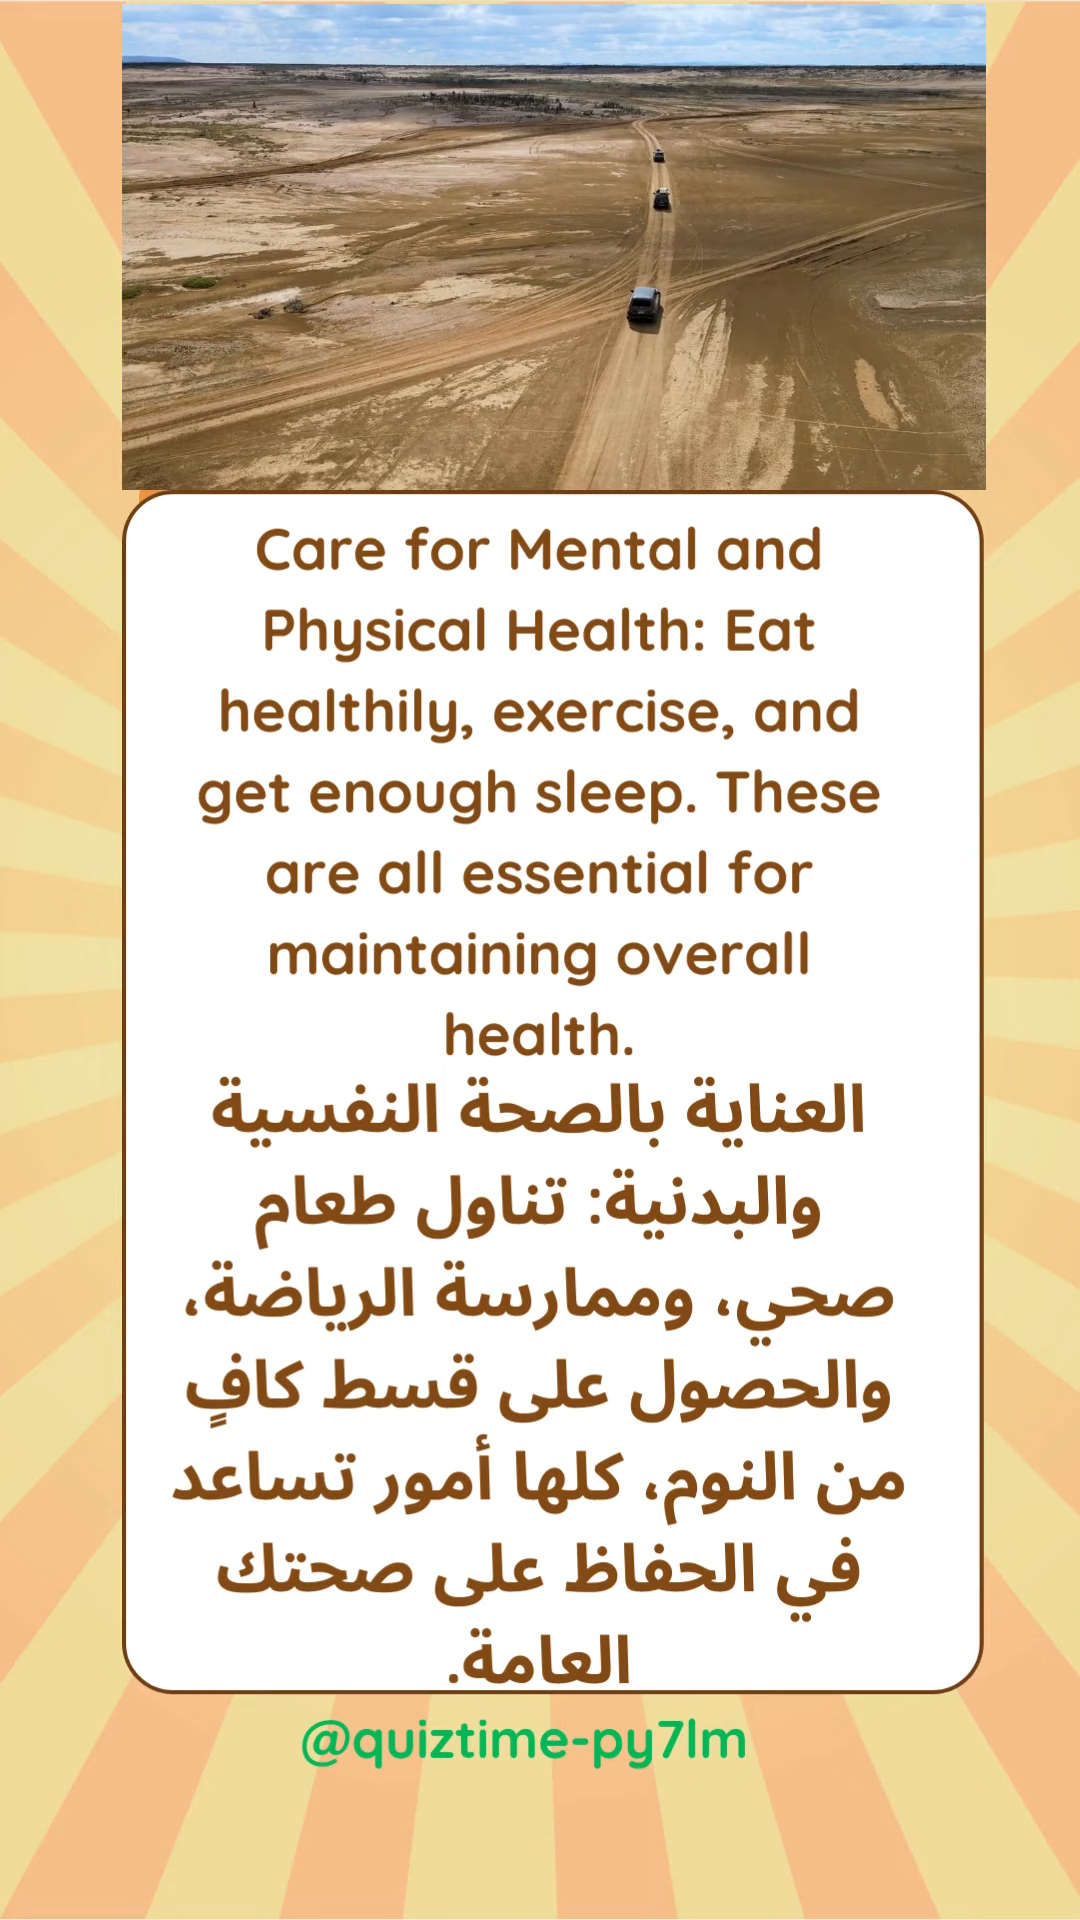 Care for Mental and
Physical Health: Eat
healthily, exercise, and
get enough sleep. These
are all essential for
maintaining overall
health.
العناية بالصحة النفسية
والبدنية: تناول طعام
صحي، وممارسة الرياضة،
والحصول على قسط كافٍ
من النوم، كلها أمور تساعد
في الحفاظ على صحتك
العامة.
@quiztime-py7lm